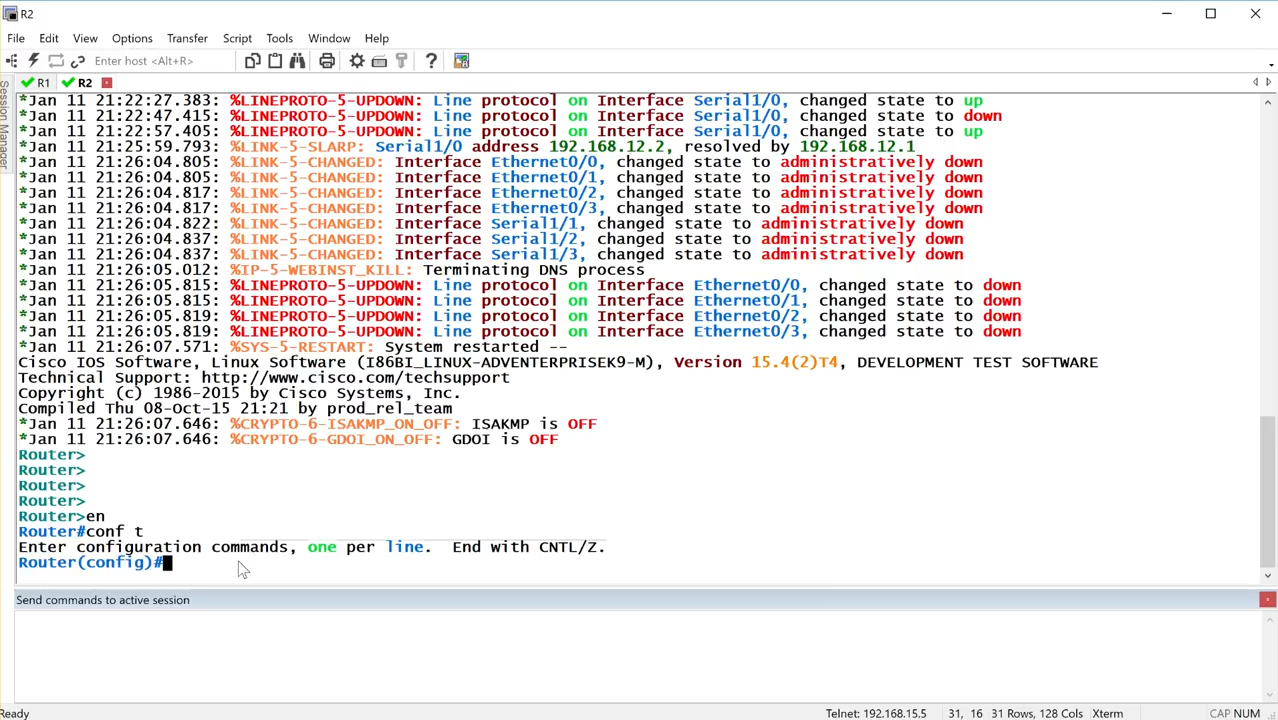 R2
File Edit View Options Transfer Script Tools Window Help
Enter host <Alt+R>
R1 R2
Session Manager
*Jan 11 21:22:27.383: %LINEPROTO-5-UPDOWN: Line protocol on Interface Serial1/0, changed state to up
*Jan 11 21:22:47.415: %LINEPROTO-5-UPDOWN: Line protocol on Interface Serial1/0, changed state to down
*Jan 11 21:22:57.405: %LINEPROTO-5-UPDOWN: Line protocol on Interface Serial1/0, changed state to up
*Jan 11 21:25:59.793: %LINK-5-SLARP: Serial1/0 address 192.168.12.2, resolved by 192.168.12.1
*Jan 11 21:26:04.805: %LINK-5-CHANGED: Interface Ethernet0/0, changed state to administratively down
*Jan 11 21:26:04.805: %LINK-5-CHANGED: Interface Ethernet0/1, changed state to administratively down
*Jan 11 21:26:04.817: %LINK-5-CHANGED: Interface Ethernet0/2, changed state to administratively down
*Jan 11 21:26:04.817: %LINK-5-CHANGED: Interface Ethernet0/3, changed state to administratively down
*Jan 11 21:26:04.822: %LINK-5-CHANGED: Interface Serial1/1, changed state to administratively down
*Jan 11 21:26:04.837: %LINK-5-CHANGED: Interface Serial1/2, changed state to administratively down
*Jan 11 21:26:04.837: %LINK-5-CHANGED: Interface Serial1/3, changed state to administratively down
*Jan 11 21:26:05.012: %IP-5-WEBINST_KILL: Terminating DNS process
*Jan 11 21:26:05.815: %LINEPROTO-5-UPDOWN: Line protocol on Interface Ethernet0/0, changed state to down
*Jan 11 21:26:05.815: %LINEPROTO-5-UPDOWN: Line protocol on Interface Ethernet0/1, changed state to down
*Jan 11 21:26:05.819: %LINEPROTO-5-UPDOWN: Line protocol on Interface Ethernet0/2, changed state to down
*Jan 11 21:26:05.819: %LINEPROTO-5-UPDOWN: Line protocol on Interface Ethernet0/3, changed state to down
*Jan 11 21:26:07.571: %SYS-5-RESTART: System restarted --
Cisco IOS Software, Linux Software (I86BI_LINUX-ADVENTERPRISEK9-M), Version 15.4(2)T4, DEVELOPMENT TEST SOFTWARE
Technical Support: http://www.cisco.com/techsupport
Copyright (c) 1986-2015 by Cisco Systems, Inc.
Compiled Thu 08-Oct-15 21:21 by prod_rel_team
*Jan 11 21:26:07.646: %CRYPTO-6-ISAKMP_ON_OFF: ISAKMP is OFF
*Jan 11 21:26:07.646: %CRYPTO-6-GDOI_ON_OFF: GDOI is OFF
Router>
Router>
Router>
Router>
Router>en
Router#conf t
Enter configuration commands, one per line.  End with CNTL/Z.
Router(config)#
Send commands to active session
Ready Telnet: 192.168.15.5 31, 16 31 Rows, 128 Cols Xterm CAP NUM